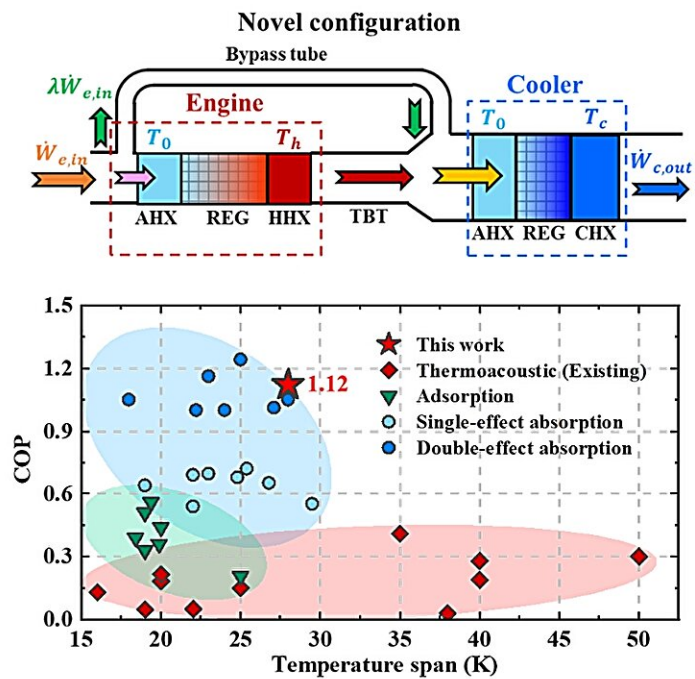 Novel configuration
Bypass tube
λẆe,in
Engine
Cooler
T0
Th
T0
Tc
Ẇe,in
Ẇc,out
AHX
REG
HHX
TBT
AHX
REG
CHX
1.5
1.2
0.9
0.6
0.3
0.0
COP
This work
1.12
Thermoacoustic (Existing)
Adsorption
Single-effect absorption
Double-effect absorption
15 20 25 30 35 40 45 50
Temperature span (K)